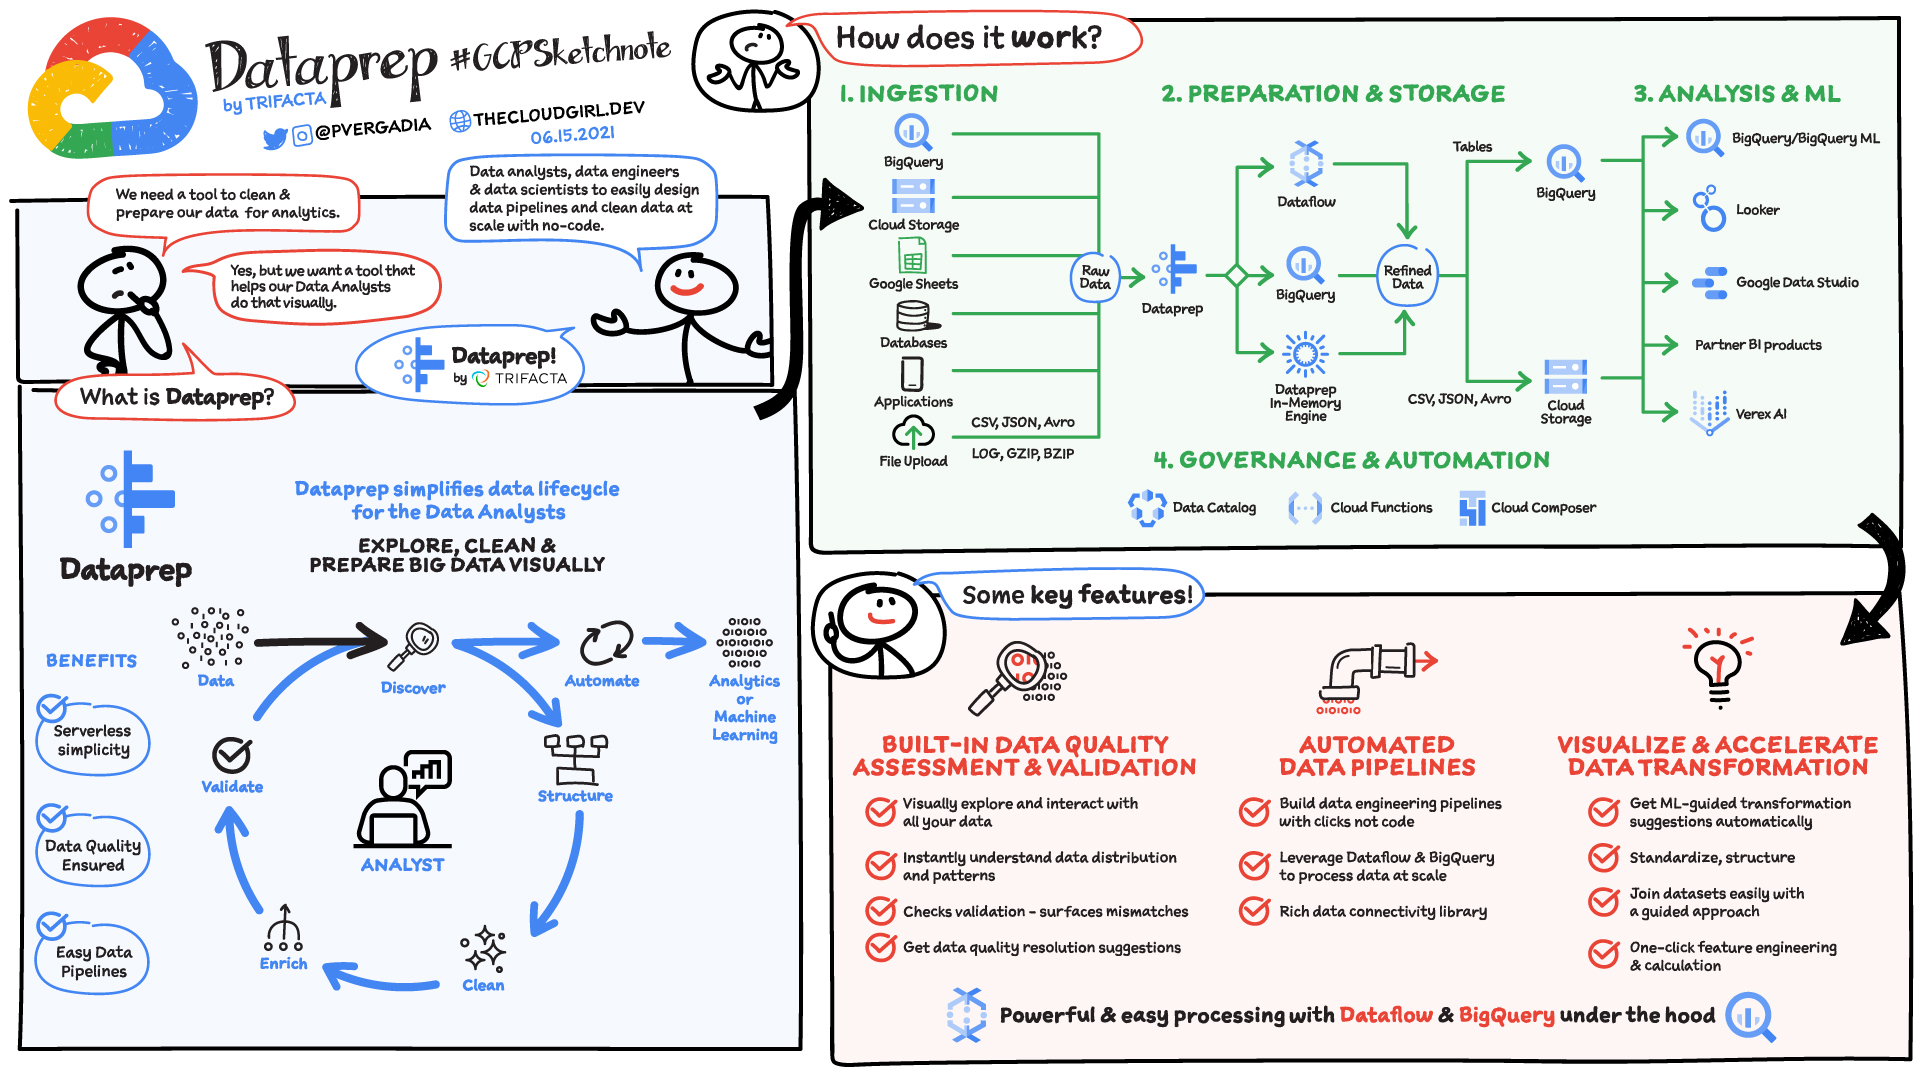 Dataprep #GCPSketchnote
by TRIFACTA
@PVERGADIA
THECLOUDGIRL.DEV
06.15.2021
We need a tool to clean &
prepare our data for analytics.
Data analysts, data engineers
& data scientists to easily design
data pipelines and clean data at
scale with no-code.
Yes, but we want a tool that
helps our Data Analysts
do that visually.
Dataprep!
by TRIFACTA
What is Dataprep?
Dataprep
Dataprep simplifies data lifecycle
for the Data Analysts
EXPLORE, CLEAN &
PREPARE BIG DATA VISUALLY
BENEFITS
Serverless
simplicity
Data Quality
Ensured
Easy Data
Pipelines
Data
Discover
Automate
Analytics
or
Machine
Learning
Validate
Structure
ANALYST
Enrich
Clean
How does it work?
1. INGESTION
BigQuery
Cloud Storage
Google Sheets
Databases
Applications
File Upload
CSV, JSON, Avro
LOG, GZIP, BZIP
Raw
Data
2. PREPARATION & STORAGE
Dataprep
Dataflow
BigQuery
Dataprep
In-Memory
Engine
Refined
Data
Tables
BigQuery
CSV, JSON, Avro
Cloud
Storage
3. ANALYSIS & ML
BigQuery/BigQuery ML
Looker
Google Data Studio
Partner BI products
Verex AI
4. GOVERNANCE & AUTOMATION
Data Catalog
Cloud Functions
Cloud Composer
Some key features!
BUILT-IN DATA QUALITY
ASSESSMENT & VALIDATION
Visually explore and interact with
all your data
Instantly understand data distribution
and patterns
Checks validation - surfaces mismatches
Get data quality resolution suggestions
AUTOMATED
DATA PIPELINES
Build data engineering pipelines
with clicks not code
Leverage Dataflow & BigQuery
to process data at scale
Rich data connectivity library
VISUALIZE & ACCELERATE
DATA TRANSFORMATION
Get ML-guided transformation
suggestions automatically
Standardize, structure
Join datasets easily with
a guided approach
One-click feature engineering
& calculation
Powerful & easy processing with Dataflow & BigQuery under the hood